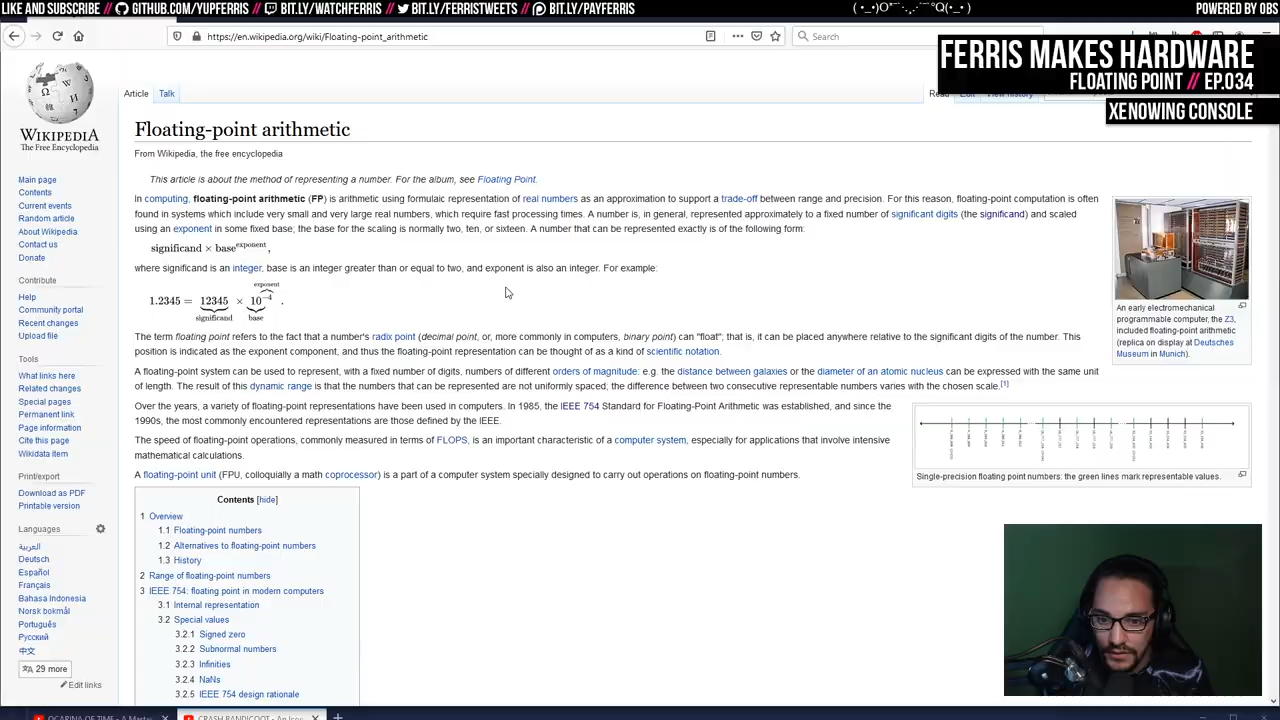 LIKE AND SUBSCRIBE // GITHUB.COM/YUPFERRIS // BIT.LY/WATCHFERRIS // BIT.LY/FERRISTWEETS // BIT.LY/PAYFERRIS
POWERED BY OBS
https://en.wikipedia.org/wiki/Floating-point_arithmetic
Search
FERRIS MAKES HARDWARE
FLOATING POINT // EP.034
XENOWING CONSOLE
WIKIPEDIA
The Free Encyclopedia
Main page
Contents
Current events
Random article
About Wikipedia
Contact us
Donate
Contribute
Help
Community portal
Recent changes
Upload file
Tools
What links here
Related changes
Special pages
Permanent link
Page information
Cite this page
Wikidata item
Print/export
Download as PDF
Printable version
Languages
العربية
Deutsch
Español
Français
Bahasa Indonesia
Norsk bokmål
Português
Русский
中文
29 more
Edit links
Article Talk
Read Edit View history
Floating-point arithmetic
From Wikipedia, the free encyclopedia
This article is about the method of representing a number. For the album, see Floating Point.
In computing, floating-point arithmetic (FP) is arithmetic using formulaic representation of real numbers as an approximation to support a trade-off between range and precision. For this reason, floating-point computation is often
found in systems which include very small and very large real numbers, which require fast processing times. A number is, in general, represented approximately to a fixed number of significant digits (the significand) and scaled
using an exponent in some fixed base; the base for the scaling is normally two, ten, or sixteen. A number that can be represented exactly is of the following form:
significand × base^exponent,
where significand is an integer, base is an integer greater than or equal to two, and exponent is also an integer. For example:
exponent
1.2345 = 12345 × 10^−4.
significand base
The term floating point refers to the fact that a number's radix point (decimal point, or, more commonly in computers, binary point) can "float"; that is, it can be placed anywhere relative to the significant digits of the number. This
position is indicated as the exponent component, and thus the floating-point representation can be thought of as a kind of scientific notation.
A floating-point system can be used to represent, with a fixed number of digits, numbers of different orders of magnitude: e.g. the distance between galaxies or the diameter of an atomic nucleus can be expressed with the same unit
of length. The result of this dynamic range is that the numbers that can be represented are not uniformly spaced; the difference between two consecutive representable numbers varies with the chosen scale.[1]
Over the years, a variety of floating-point representations have been used in computers. In 1985, the IEEE 754 Standard for Floating-Point Arithmetic was established, and since the
1990s, the most commonly encountered representations are those defined by the IEEE.
The speed of floating-point operations, commonly measured in terms of FLOPS, is an important characteristic of a computer system, especially for applications that involve intensive
mathematical calculations.
A floating-point unit (FPU, colloquially a math coprocessor) is a part of a computer system specially designed to carry out operations on floating-point numbers.
Contents [hide]
1 Overview
1.1 Floating-point numbers
1.2 Alternatives to floating-point numbers
1.3 History
2 Range of floating-point numbers
3 IEEE 754: floating point in modern computers
3.1 Internal representation
3.2 Special values
3.2.1 Signed zero
3.2.2 Subnormal numbers
3.2.3 Infinities
3.2.4 NaNs
3.2.5 IEEE 754 design rationale
An early electromechanical
programmable computer, the Z3,
included floating-point arithmetic
(replica on display at Deutsches
Museum in Munich).
Single-precision floating point numbers: the green lines mark representable values.
OCARINA OF TIME - A Master
CRASH BANDICOOT - An